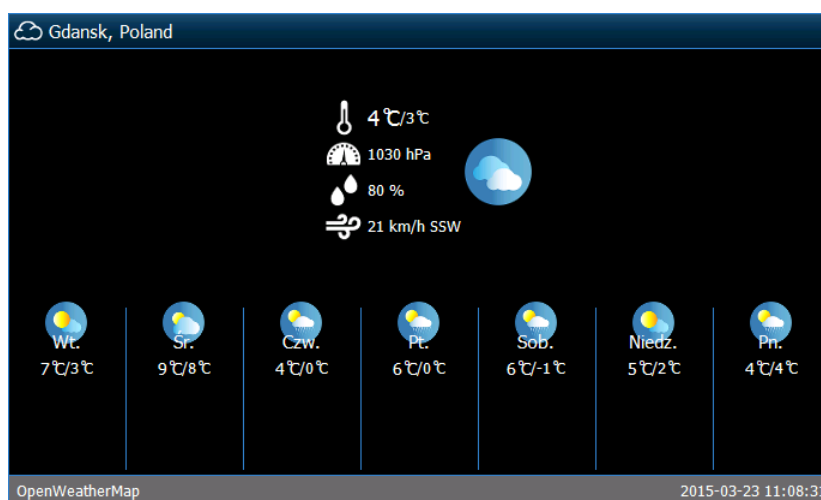 Gdansk, Poland
4℃/3℃
1030 hPa
80 %
21 km/h SSW
Wt. Śr. Czw. Pt. Sob. Niedz. Pn.
7℃/3℃ 9℃/8℃ 4℃/0℃ 6℃/0℃ 6℃/-1℃ 5℃/2℃ 4℃/4℃
OpenWeatherMap 2015-03-23 11:08:31